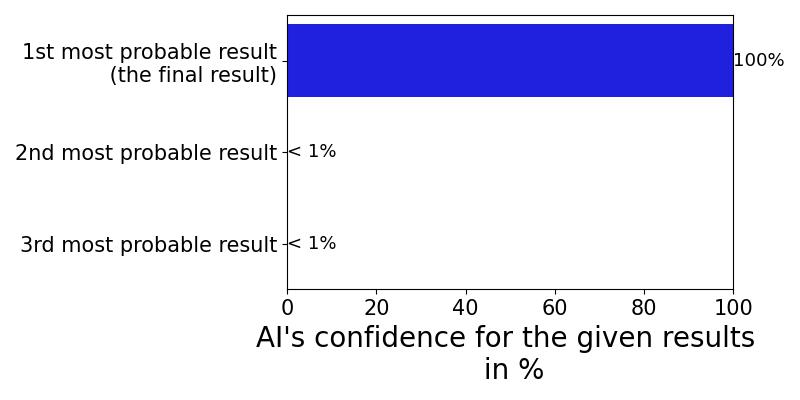 1st most probable result
(the final result)
100%
2nd most probable result
< 1%
3rd most probable result
< 1%
0 20 40 60 80 100
AI's confidence for the given results
in %